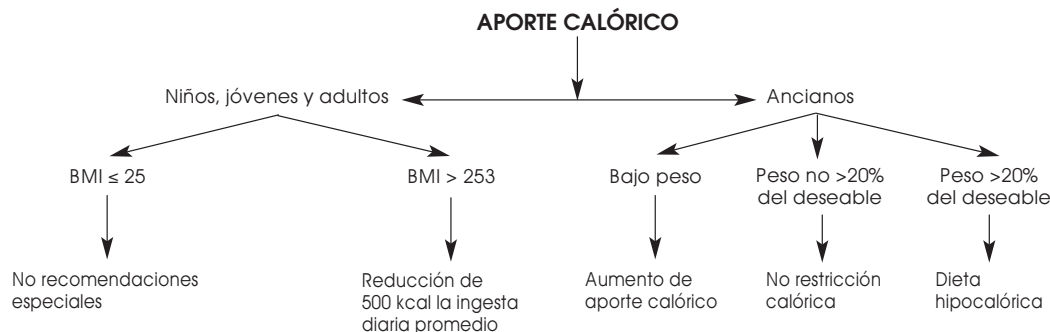 APORTE CALÓRICO
Niños, jóvenes y adultos
Ancianos
BMI ≤ 25
BMI > 253
Bajo peso
Peso no >20%
del deseable
Peso >20%
del deseable
No recomendaciones
especiales
Reducción de
500 kcal la ingesta
diaria promedio
Aumento de
aporte calórico
No restricción
calórica
Dieta
hipocalórica